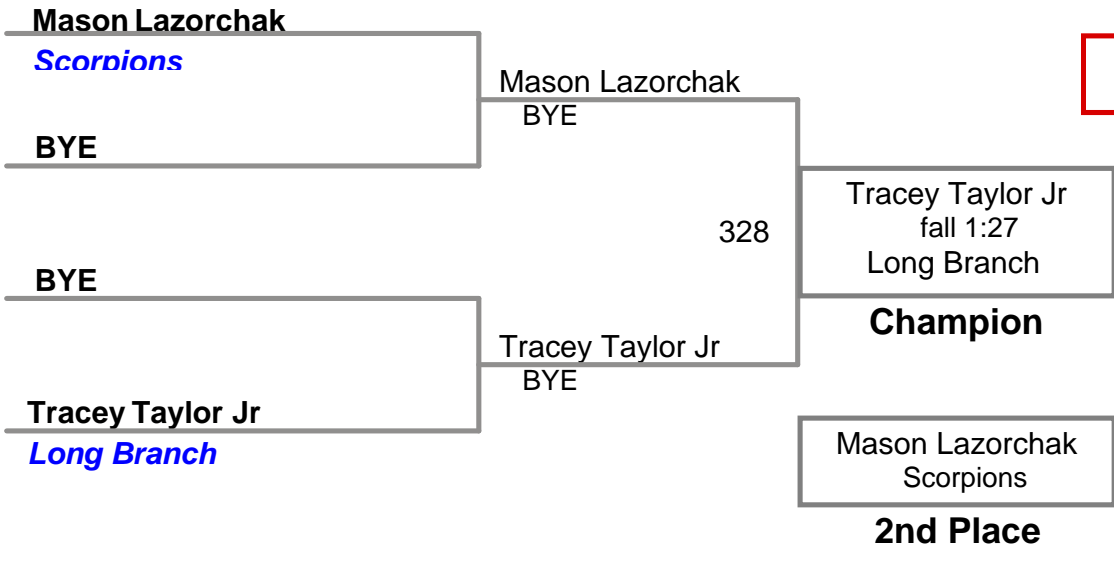 Mason Lazorchak
Scorpions
BYE
BYE
Tracey Taylor Jr
Long Branch
Mason Lazorchak
BYE
328
Tracey Taylor Jr
BYE
Tracey Taylor Jr
fall 1:27
Long Branch
Champion
Mason Lazorchak
Scorpions
2nd Place